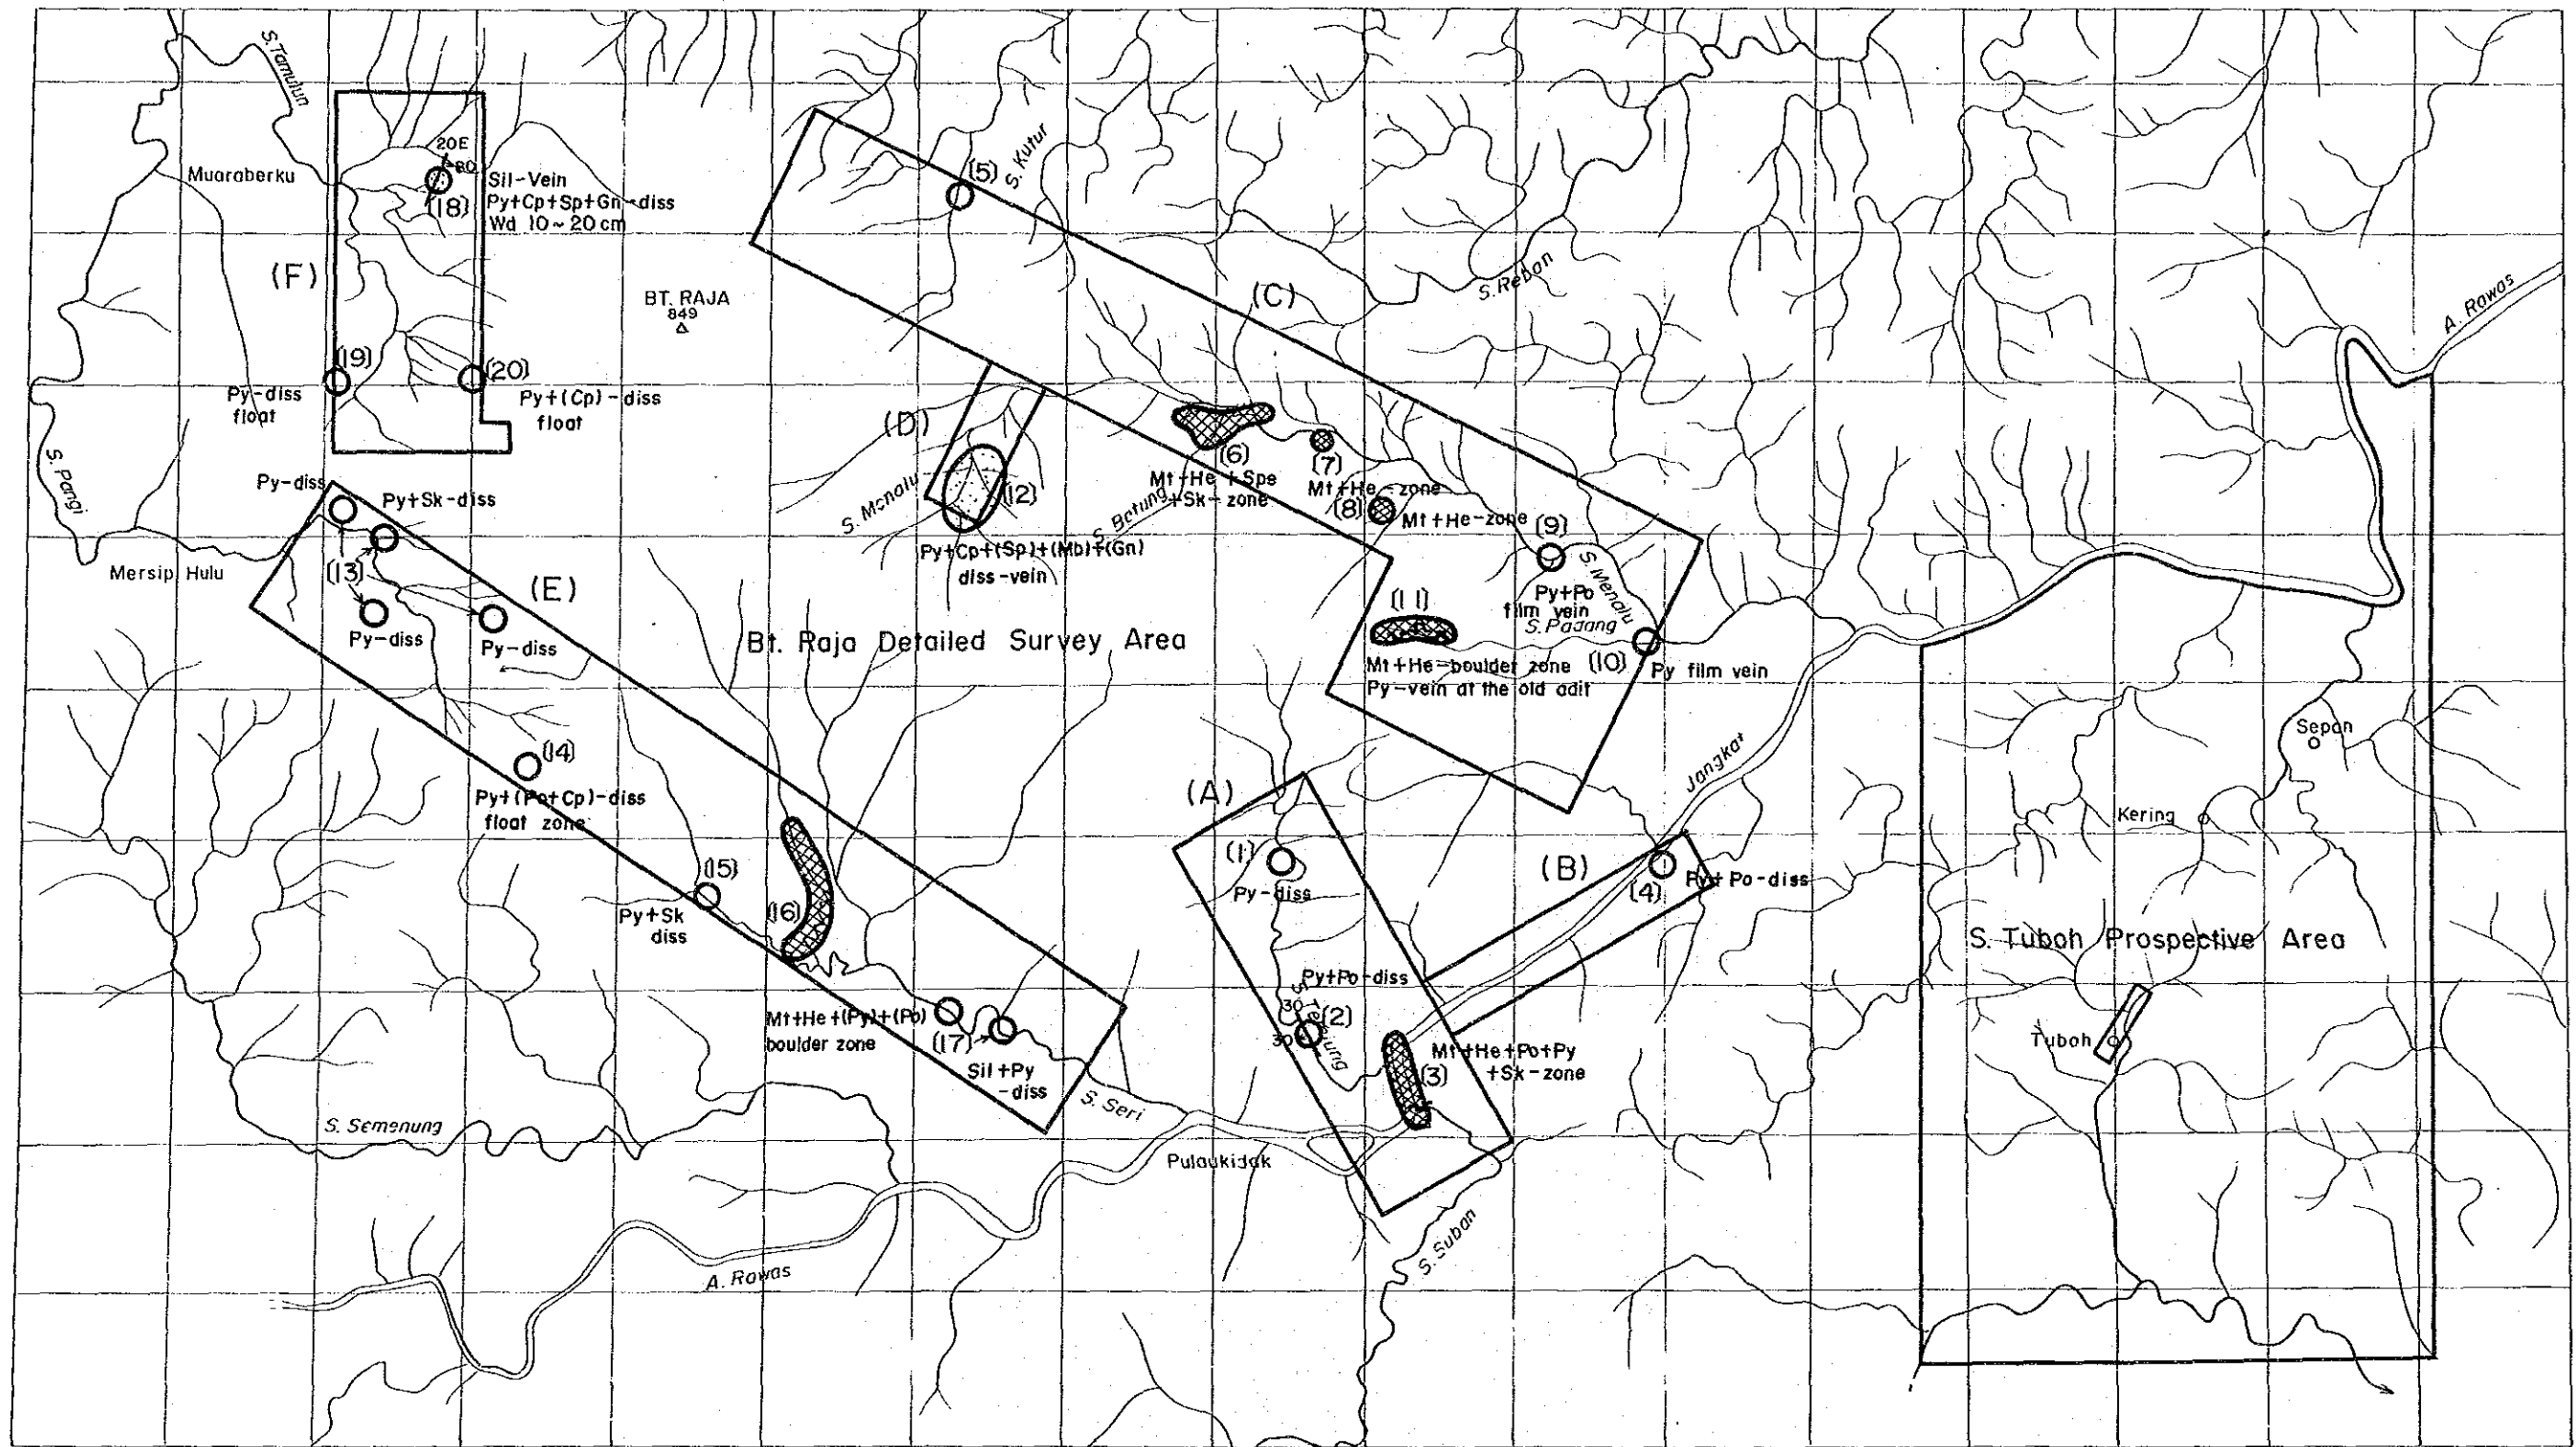 S. Tamulun
Muaraberku
20E
80
(18)
Sil-Vein
Py+Cp+Sp+Gn-diss
Wd 10~20cm
(F)
(19)
Py-diss
float
(20)
Py+(Cp)-diss
float
BT. RAJA
849
(5)
S. Kutur
(C)
S. Reban
A. Rawas
S. Pangi
Mersip Hulu
(D)
S. Menalu
(12)
Py+Cp+(Sp)+(Mb)+(Gn)
diss-vein
S. Batung
(6)
Mt+He+Spe
+Sk-zone
(7)
Mt+He-zone
(8)
Mt+He-zone
(9)
Py+Po
film vein
S. Menalu
S. Padang
(10)
Py film vein
(11)
Mt+He-boulder zone
Py-vein at the old adit
Py-diss
Py+Sk-diss
(13)
Py-diss
Py-diss
(E)
Bt. Raja Detailed Survey Area
(14)
Py+(Po+Cp)-diss
float zone
(15)
Py+Sk
diss
(16)
Mt+He+(Py)+(Po)
boulder zone
(17)
Sil+Py
-diss
S. Seri
S. Semenung
A. Rawas
Pulaukidak
S. Suban
(A)
(1)
Py-diss
Py+Po-diss
30
30
(2)
(3)
Mt+He+Po+Py
+Sk-zone
(B)
(4)
Py+Po-diss
Jangkat
Sepan
Kering
S. Tuboh Prospective Area
Tuboh